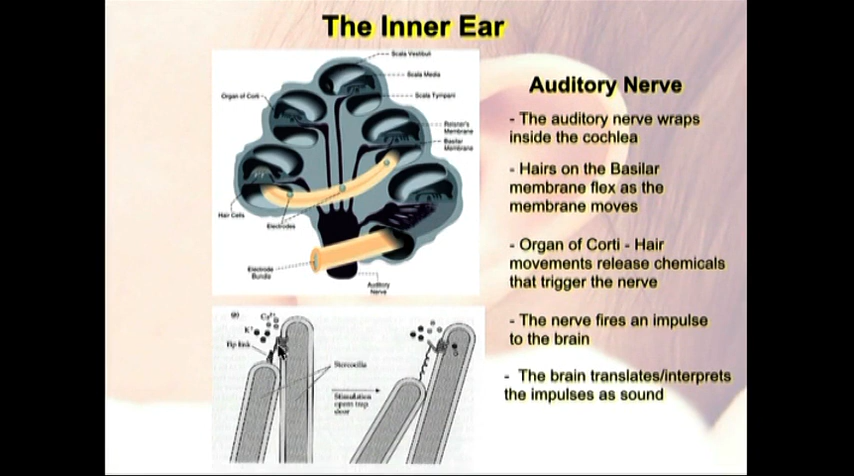 The Inner Ear
Scala Vestibuli
Scala Media
Organ of Corti
Scala Tympani
Reisner's
Membrane
Basilar
Membrane
Hair Cells
Electrodes
Electrode
Bundle
Auditory
Nerve
Auditory Nerve
- The auditory nerve wraps
inside the cochlea
- Hairs on the Basilar
membrane flex as the
membrane moves
- Organ of Corti - Hair
movements release chemicals
that trigger the nerve
- The nerve fires an impulse
to the brain
- The brain translates/interprets
the impulses as sound
Ca²⁺
K⁺
Tip link
Stereocilia
Stimulation
opens trap
door